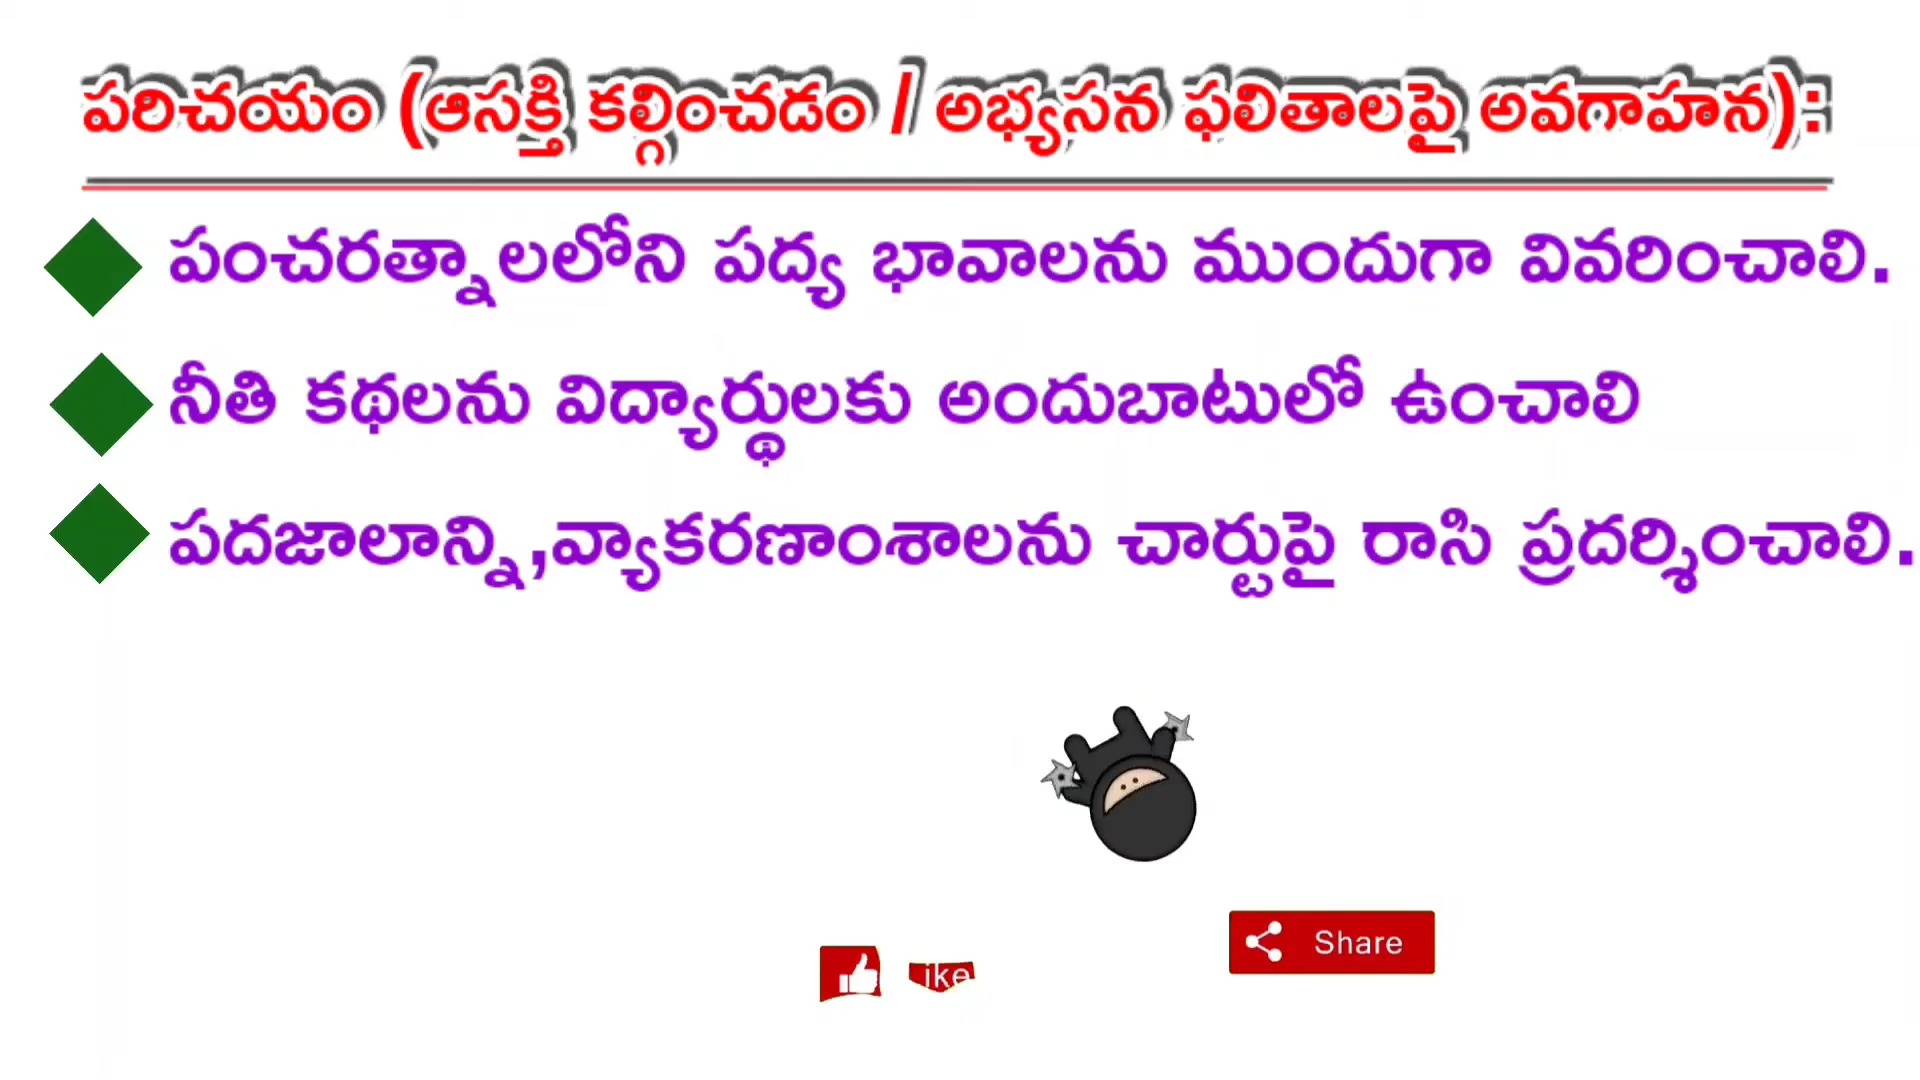 పరిచయం (ఆసక్తి కల్గించడం / అభ్యసన ఫలితాలపై అవగాహన):
పంచరత్నాలలోని పద్య భావాలను ముందుగా వివరించాలి.
నీతి కథలను విద్యార్థులకు అందుబాటులో ఉంచాలి
పదజాలాన్ని,వ్యాకరణాంశాలను చార్టుపై రాసి ప్రదర్శించాలి.
Share
ike